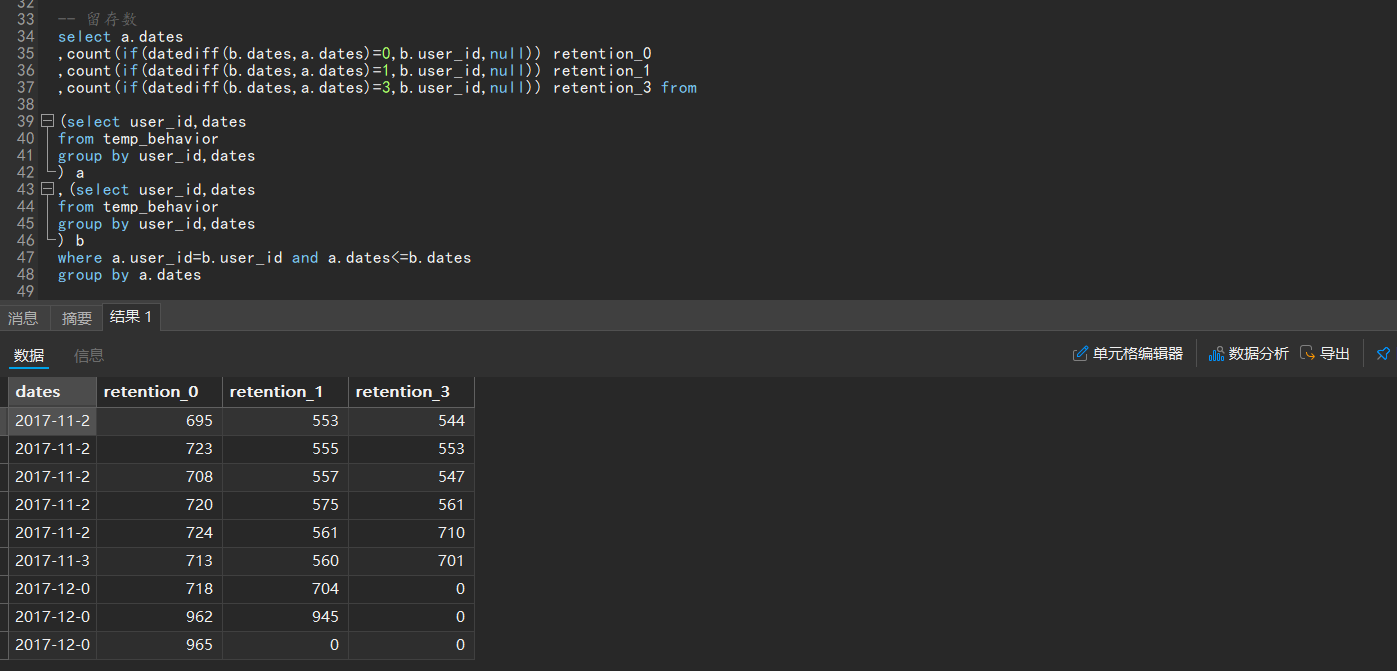 32
33 -- 留存数
34 select a.dates
35 ,count(if(datediff(b.dates,a.dates)=0,b.user_id,null)) retention_0
36 ,count(if(datediff(b.dates,a.dates)=1,b.user_id,null)) retention_1
37 ,count(if(datediff(b.dates,a.dates)=3,b.user_id,null)) retention_3 from
38
39 (select user_id,dates
40 from temp_behavior
41 group by user_id,dates
42 ) a
43 ,(select user_id,dates
44 from temp_behavior
45 group by user_id,dates
46 ) b
47 where a.user_id=b.user_id and a.dates<=b.dates
48 group by a.dates
49
消息 摘要 结果 1
数据 信息 单元格编辑器 数据分析 导出
dates retention_0 retention_1 retention_3
2017-11-2 695 553 544
2017-11-2 723 555 553
2017-11-2 708 557 547
2017-11-2 720 575 561
2017-11-2 724 561 710
2017-11-3 713 560 701
2017-12-0 718 704 0
2017-12-0 962 945 0
2017-12-0 965 0 0